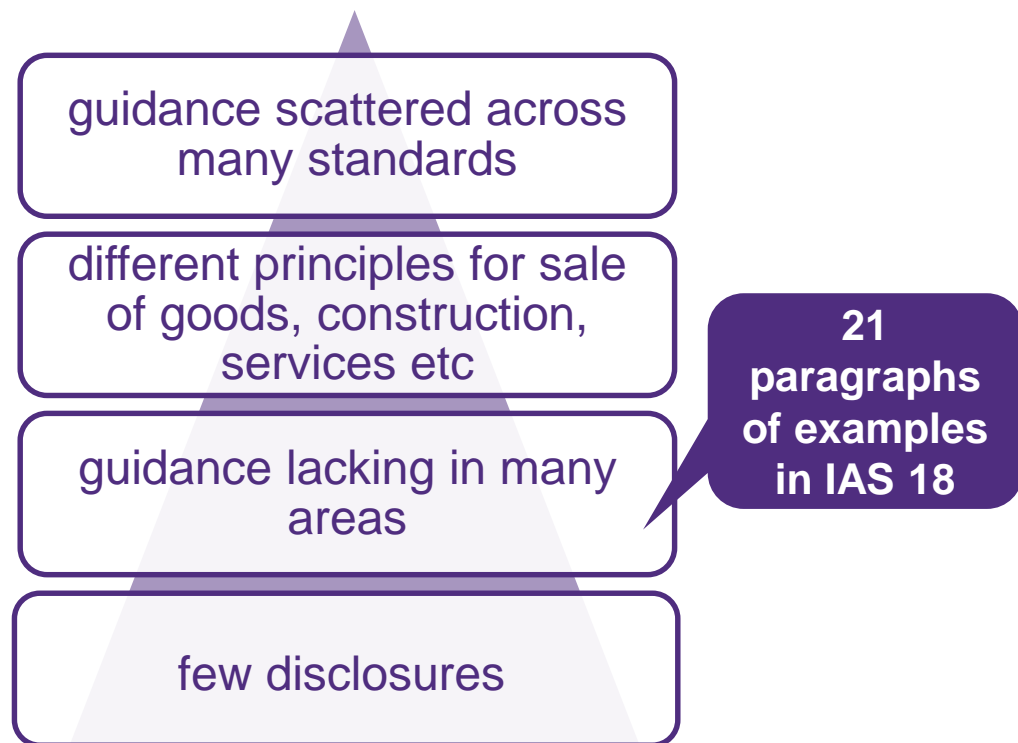 guidance scattered across
many standards
different principles for sale
of goods, construction,
services etc
21
paragraphs
of examples
in IAS 18
guidance lacking in many
areas
few disclosures